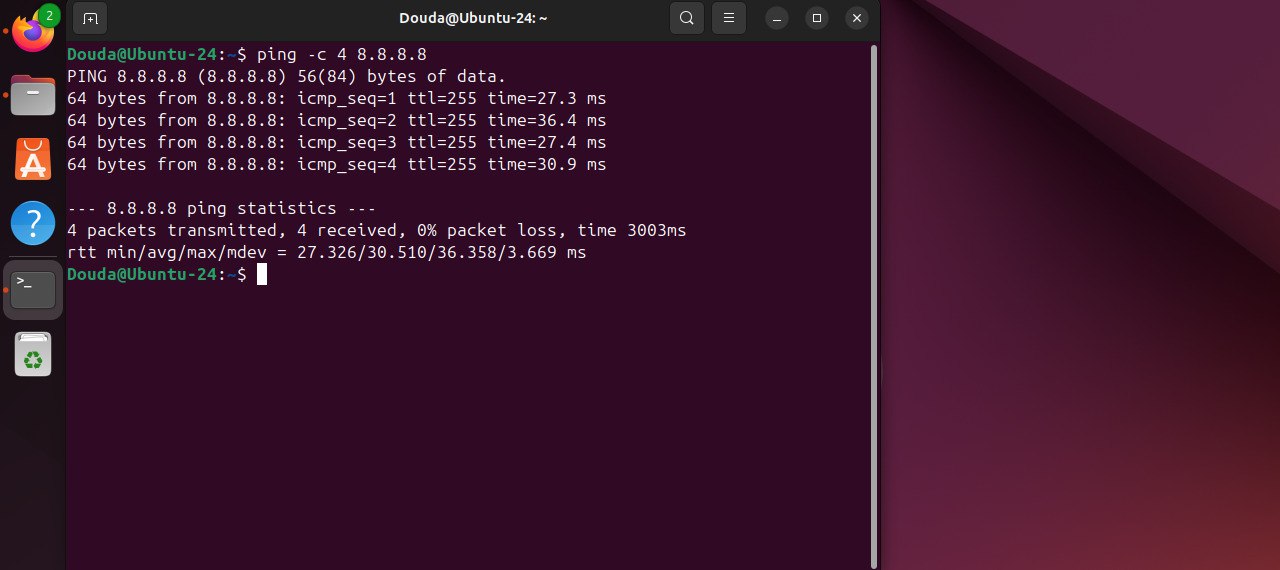 2
Douda@Ubuntu-24: ~
Douda@Ubuntu-24:~$ ping -c 4 8.8.8.8
PING 8.8.8.8 (8.8.8.8) 56(84) bytes of data.
64 bytes from 8.8.8.8: icmp_seq=1 ttl=255 time=27.3 ms
64 bytes from 8.8.8.8: icmp_seq=2 ttl=255 time=36.4 ms
64 bytes from 8.8.8.8: icmp_seq=3 ttl=255 time=27.4 ms
64 bytes from 8.8.8.8: icmp_seq=4 ttl=255 time=30.9 ms
--- 8.8.8.8 ping statistics ---
4 packets transmitted, 4 received, 0% packet loss, time 3003ms
rtt min/avg/max/mdev = 27.326/30.510/36.358/3.669 ms
Douda@Ubuntu-24:~$